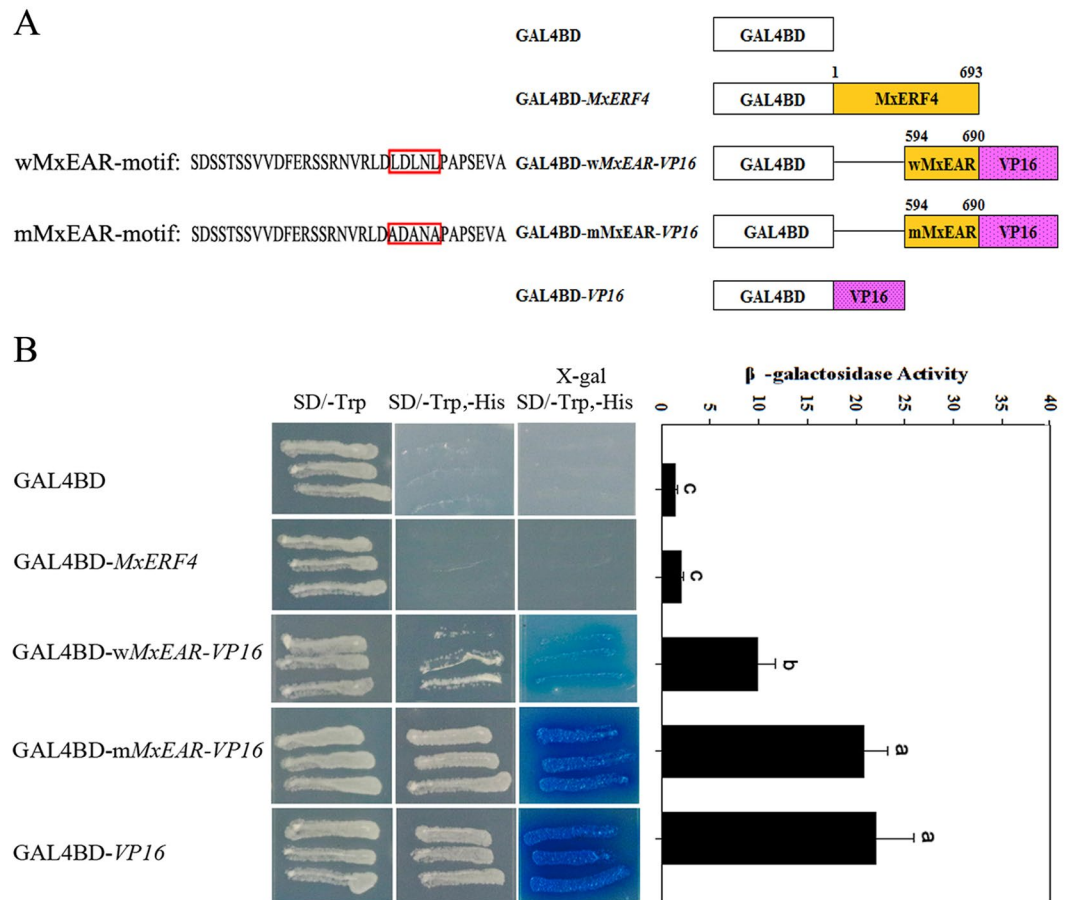 A
GAL4BD GAL4BD
1 693
GAL4BD-MxERF4 GAL4BD MxERF4
594 690
wMxEAR-motif: SDSSTSSVVDFERSSRNVRLDLDLNLPAPSEVA GAL4BD-wMxEAR-VP16 GAL4BD wMxEAR VP16
594 690
mMxEAR-motif: SDSSTSSVVDFERSSRNVRLDADANAPAPSEVA GAL4BD-mMxEAR-VP16 GAL4BD mMxEAR VP16
GAL4BD-VP16 GAL4BD VP16
B
X-gal β -galactosidase Activity
SD/-Trp SD/-Trp,-His SD/-Trp,-His 0 5 10 15 20 25 30 35 40
GAL4BD c
GAL4BD-MxERF4 c
GAL4BD-wMxEAR-VP16 b
GAL4BD-mMxEAR-VP16 a
GAL4BD-VP16 a